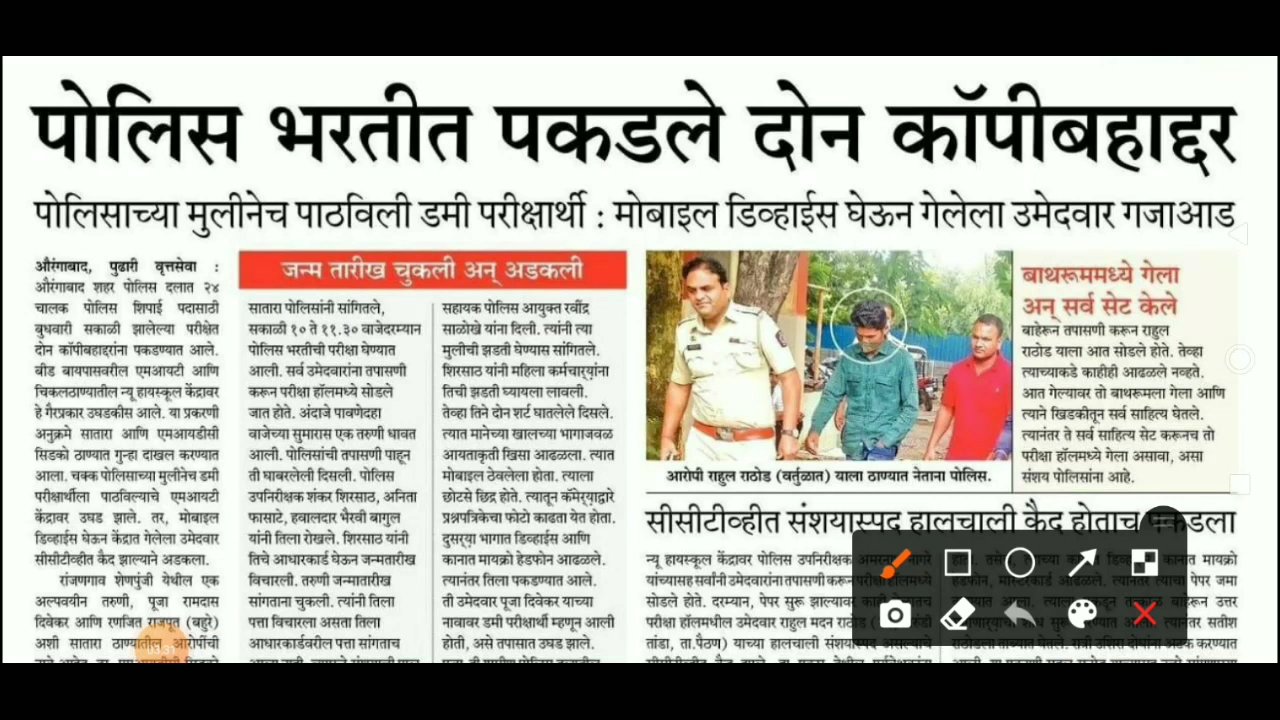 पोलिस भरतीत पकडले दोन कॉपीबहाद्दर
पोलिसाच्या मुलीनेच पाठविली डमी परीक्षार्थी : मोबाइल डिव्हाईस घेऊन गेलेला उमेदवार गजाआड
औरंगाबाद, पुढारी वृत्तसेवा :
औरंगाबाद शहर पोलिस दलात २४
चालक पोलिस शिपाई पदासाठी
बुधवारी सकाळी झालेल्या परीक्षेत
दोन कॉपीबहाद्दरांना पकडण्यात आले.
बीड बायपासवरील एमआयटी आणि
चिकलठाण्यातील न्यू हायस्कूल केंद्रावर
हे गैरप्रकार उघडकीस आले. या प्रकरणी
अनुक्रमे सातारा आणि एमआयडीसी
सिडको ठाण्यात गुन्हा दाखल करण्यात
आला. चक्क पोलिसाच्या मुलीनेच डमी
परीक्षार्थीला पाठविल्याचे एमआयटी
केंद्रावर उघड झाले. तर, मोबाइल
डिव्हाईस घेऊन केंद्रात गेलेला उमेदवार
सीसीटीव्हीत कैद झाल्याने अडकला.
रांजणगाव शेणपुंजी येथील एक
अल्पवयीन तरुणी, पूजा रामदास
दिवेकर आणि रणजित राजपूत (बहुरे)
अशी सातारा ठाण्यातील आरोपींची
जन्म तारीख चुकली अन् अडकली
सातारा पोलिसांनी सांगितले,
सकाळी १० ते ११.३० वाजेदरम्यान
पोलिस भरतीची परीक्षा घेण्यात
आली. सर्व उमेदवारांना तपासणी
करून परीक्षा हॉलमध्ये सोडले
जात होते. अंदाजे पावणेदहा
वाजेच्या सुमारास एक तरुणी धावत
आली. पोलिसांची तपासणी पाहून
ती घाबरलेली दिसली. पोलिस
उपनिरीक्षक शंकर शिरसाठ, अनिता
फासाटे, हवालदार भैरवी बागुल
यांनी तिला रोखले. शिरसाठ यांनी
तिचे आधारकार्ड घेऊन जन्मतारीख
विचारली. तरुणी जन्मातारीख
सांगताना चुकली. त्यांनी तिला
पत्ता विचारला असता तिला
आधारकार्डवरील पत्ता सांगताच
सहायक पोलिस आयुक्त रवींद्र
साळोखे यांना दिली. त्यांनी त्या
मुलीची झडती घेण्यास सांगितले.
शिरसाठ यांनी महिला कर्मचाऱ्यांना
तिची झडती घ्यायला लावली.
तेव्हा तिने दोन शर्ट घातलेले दिसले.
त्यात मानेच्या खालच्या भागाजवळ
आयताकृती खिसा आढळला. त्यात
मोबाइल ठेवलेला होता. त्याला
छोटसे छिद्र होते. त्यातून कॅमेऱ्याद्वारे
प्रश्नपत्रिकेचा फोटो काढता येत होता.
दुसऱ्या भागात डिव्हाईस आणि
कानात मायक्रो हेडफोन आढळले.
त्यानंतर तिला पकडण्यात आले.
ती उमेदवार पूजा दिवेकर याच्या
नावावर डमी परीक्षार्थी म्हणून आली
होती, असे तपासात उघड झाले.
आरोपी राहुल राठोड (वर्तुळात) याला ठाण्यात नेताना पोलिस.
बाथरूममध्ये गेला
अन् सर्व सेट केले
बाहेरून तपासणी करून राहुल
राठोड याला आत सोडले होते. तेव्हा
त्याच्याकडे काहीही आढळले नव्हते.
आत गेल्यावर तो बाथरूमला गेला आणि
त्याने खिडकीतून सर्व साहित्य घेतले.
त्यानंतर ते सर्व साहित्य सेट करूनच तो
परीक्षा हॉलमध्ये गेला असावा, असा
संशय पोलिसांना आहे.
सीसीटीव्हीत संशयास्पद हालचाली कैद होताच पकडला
न्यू हायस्कूल केंद्रावर पोलिस उपनिरीक्षक
यांच्यासह सर्वांनी उमेदवारांना तपासणी करून परीक्षा हॉलमध्ये
सोडले होते. दरम्यान, पेपर सुरू झाल्यावर
परीक्षा हॉलमधील उमेदवार राहुल मदन राठोड
तांडा, ता.पैठण) याच्या हालचाली संशयास्पद असल्याचे
कानात मायक्रो
पेपर जमा
बाहेरून उत्तर
सतीश
करण्यात